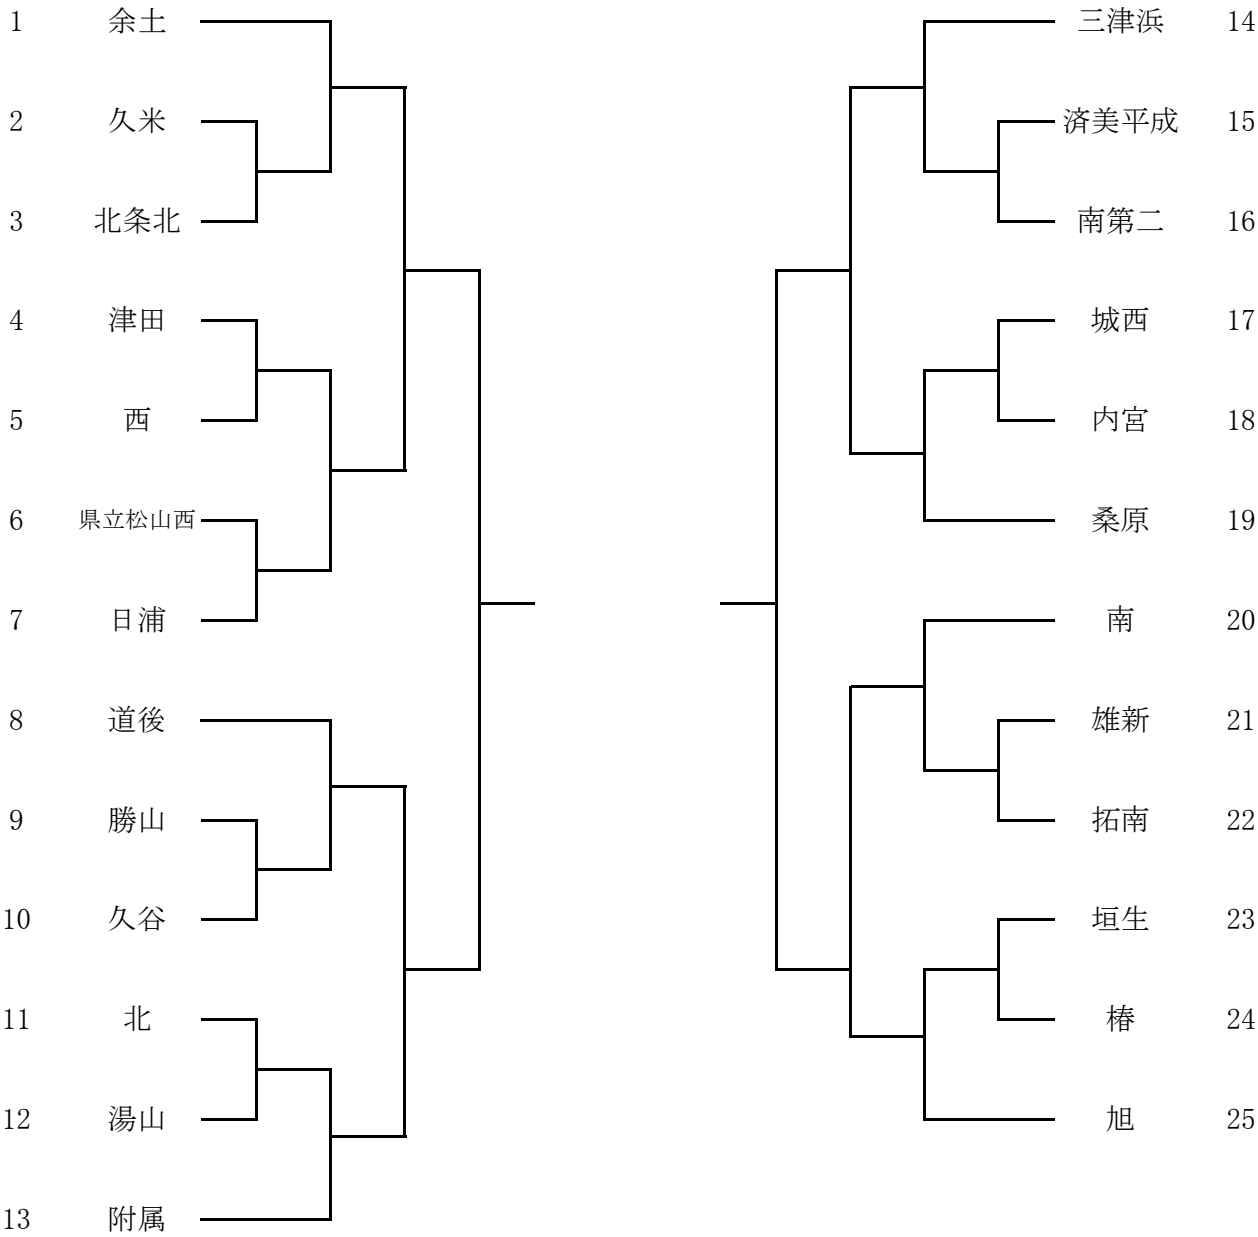 1 余土
2 久米
3 北条北
4 津田
5 西
6 県立松山西
7 日浦
8 道後
9 勝山
10 久谷
11 北
12 湯山
13 附属
三津浜 14
済美平成 15
南第二 16
城西 17
内宮 18
桑原 19
南 20
雄新 21
拓南 22
垣生 23
椿 24
旭 25